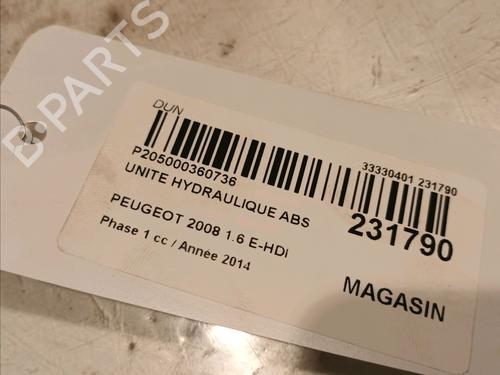 B PARTS
DUN
P205000360736
33330401 231790
UNITE HYDRAULIQUE ABS
231790
PEUGEOT 2008 1.6 E-HDI
Phase 1 cc / Année 2014
MAGASIN